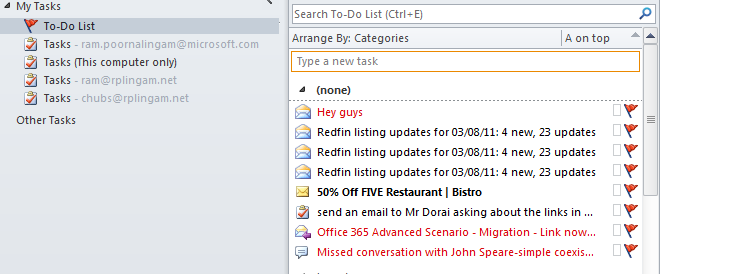 My Tasks
To-Do List
Tasks - ram.poornalingam@microsoft.com
Tasks (This computer only)
Tasks - ram@rplingam.net
Tasks - chubs@rplingam.net
Other Tasks
Search To-Do List (Ctrl+E)
Arrange By: Categories A on top
Type a new task
(none)
Hey guys
Redfin listing updates for 03/08/11: 4 new, 23 updates
Redfin listing updates for 03/08/11: 4 new, 23 updates
Redfin listing updates for 03/08/11: 4 new, 23 updates
50% Off FIVE Restaurant | Bistro
send an email to Mr Dorai asking about the links in ...
Office 365 Advanced Scenario - Migration - Link now...
Missed conversation with John Speare-simple coexis...